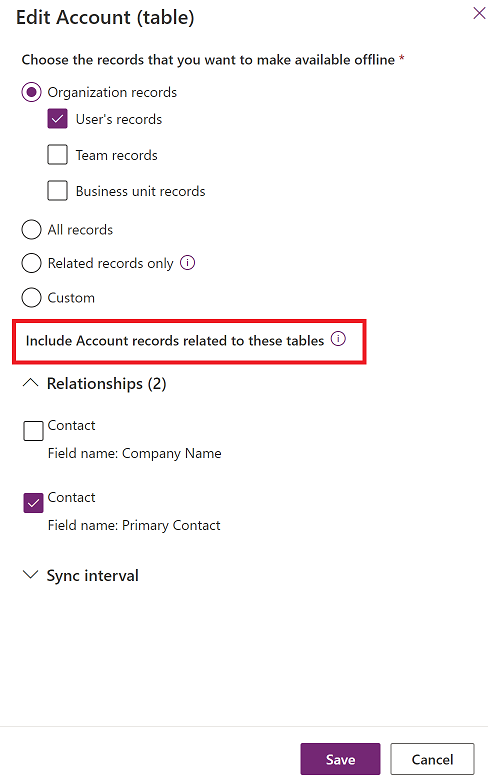 Edit Account (table)
Choose the records that you want to make available offline *
Organization records
User's records
Team records
Business unit records
All records
Related records only
Custom
Include Account records related to these tables
Relationships (2)
Contact
Field name: Company Name
Contact
Field name: Primary Contact
Sync interval
Save
Cancel